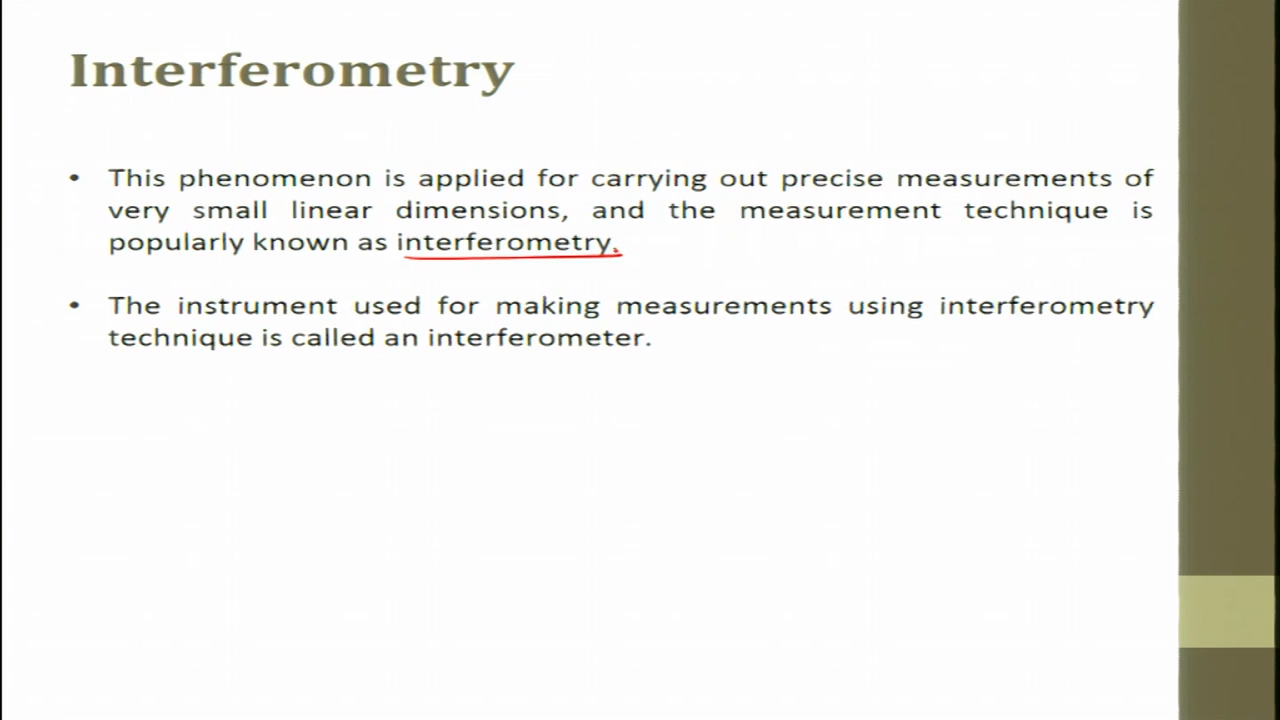 Interferometry
• This phenomenon is applied for carrying out precise measurements of
very small linear dimensions, and the measurement technique is
popularly known as interferometry.
• The instrument used for making measurements using interferometry
technique is called an interferometer.